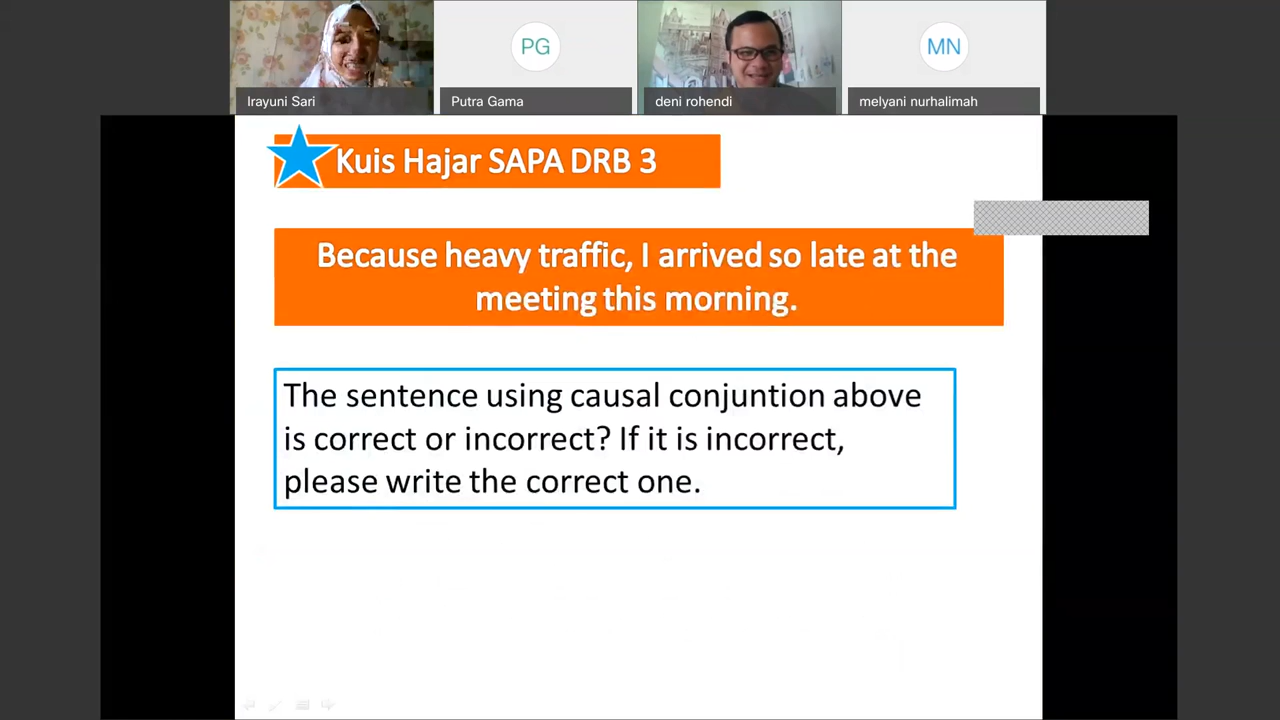 Irayuni Sari
PG
Putra Gama
deni rohendi
MN
melyani nurhalimah
Kuis Hajar SAPA DRB 3
Because heavy traffic, I arrived so late at the
meeting this morning.
The sentence using causal conjuntion above
is correct or incorrect? If it is incorrect,
please write the correct one.